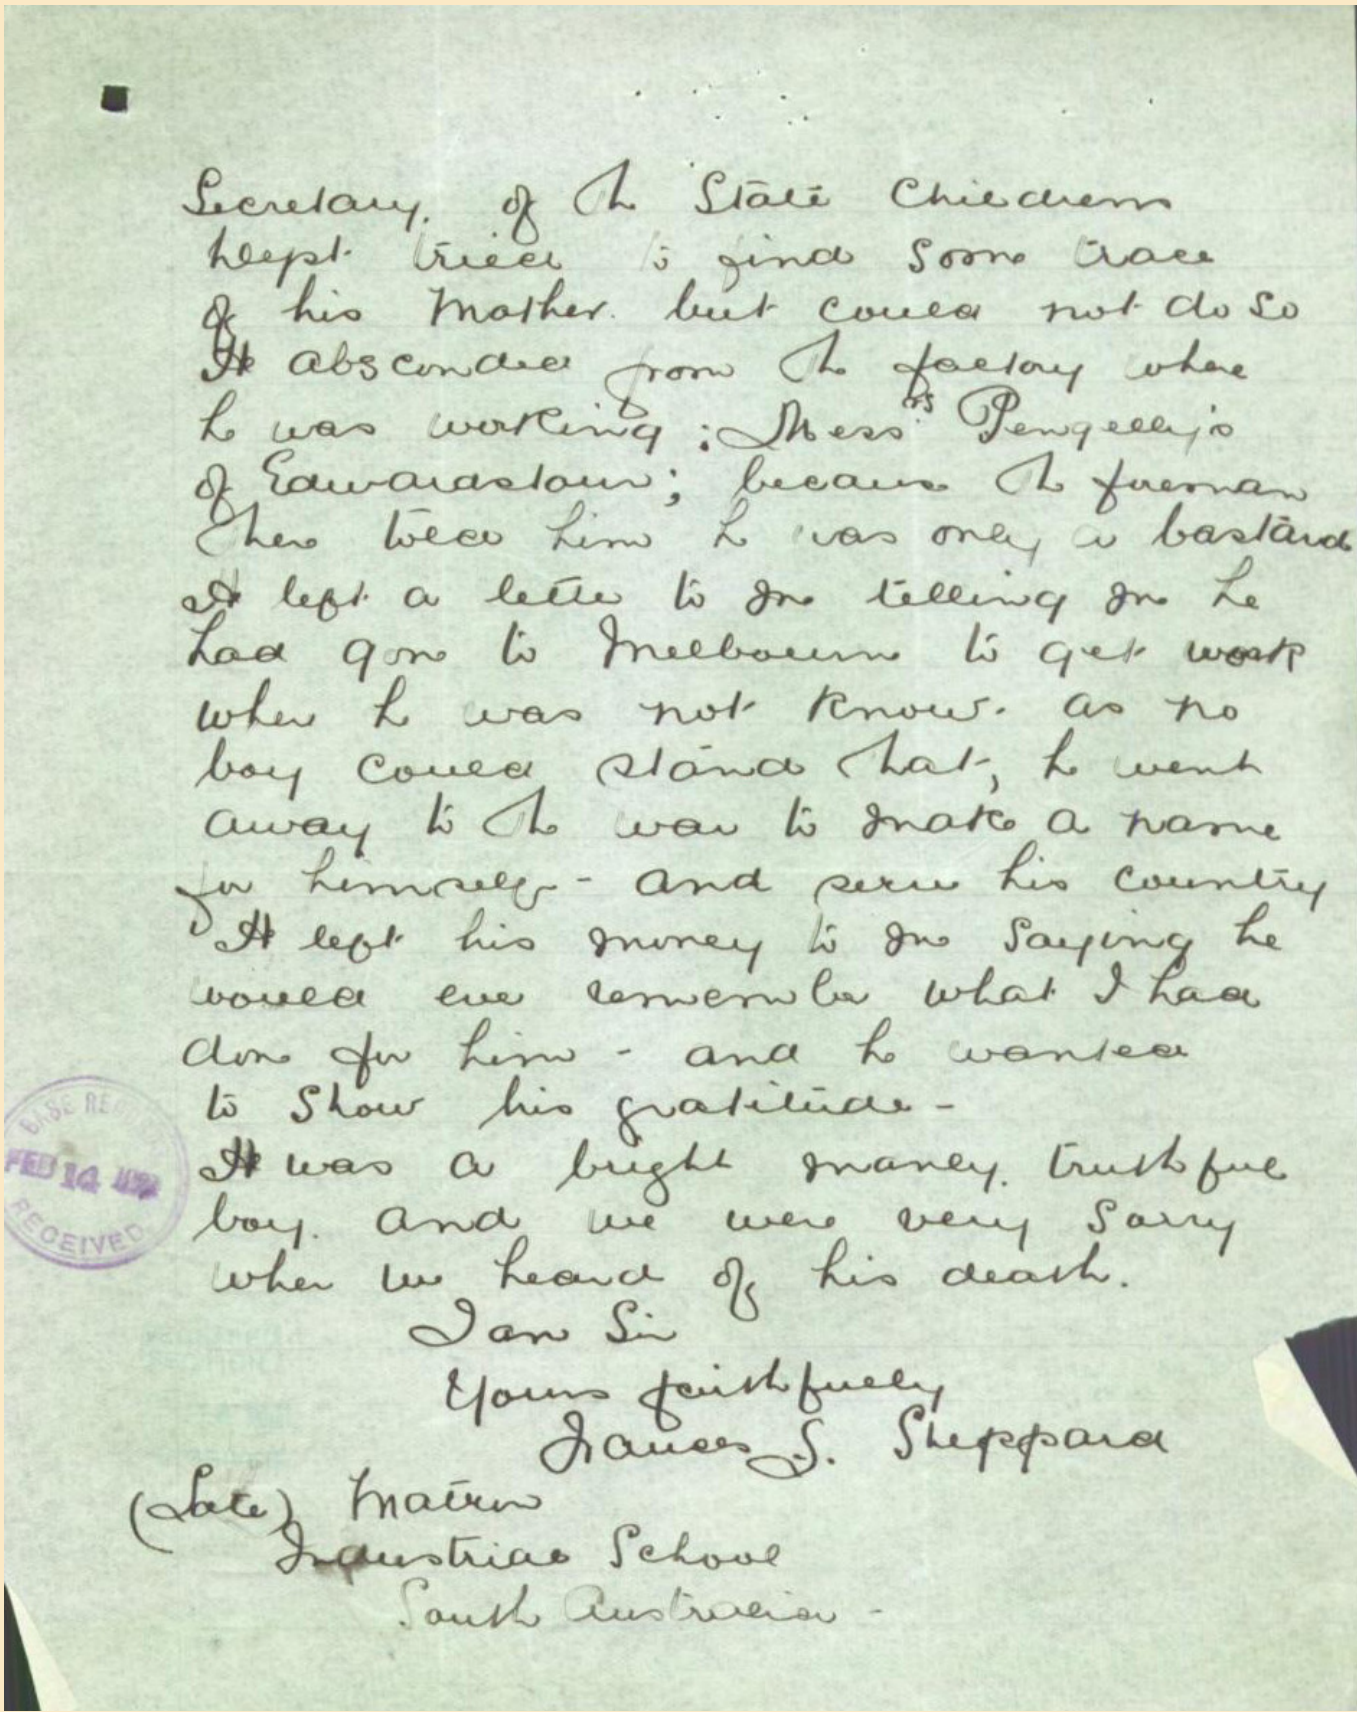 Secretary. of the State Childrens
Dept tried to find some trace
of his Mother. but could not do so
He absconded from the factory where
he was working; Messrs Pengelly's
of Edwardstown; because the foreman
there told him he was only a bastard
He left a letter to me telling me he
had gone to Melbourne to get work
where he was not known. as no
boy could stand that, he went
away to the war to make a name
for himself - and serve his country
He left his money to me saying he
would ever remember what I had
done for him - and he wanted
to show his gratitude -
He was a bright manly. truthful
boy. and we were very sorry
when we heard of his death.
I am Sir
Yours faithfully
Frances S. Sheppard
(Late) Matron
Industrial School
South Australia -
BASE
FEB 14
RECEIVED